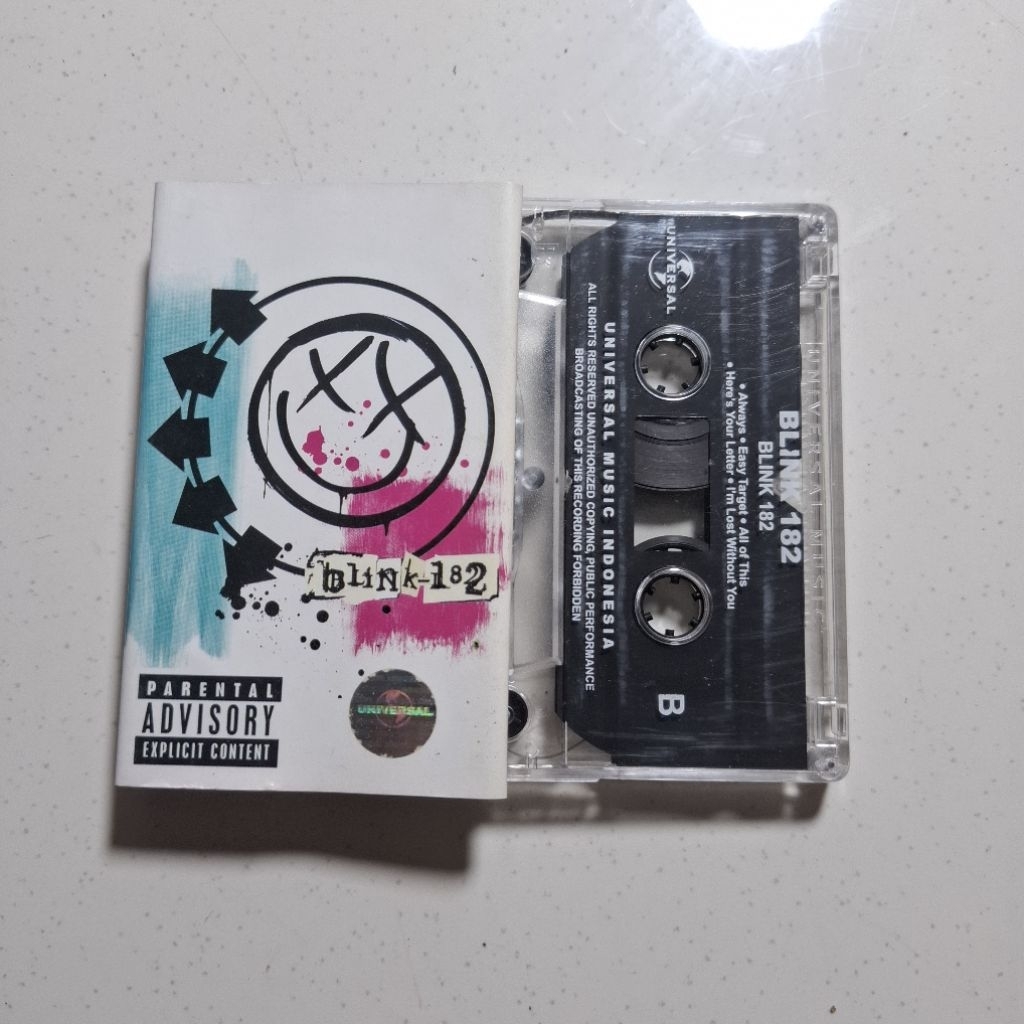 blink-182
PARENTAL
ADVISORY
EXPLICIT CONTENT
UNIVERSAL
BLINK 182
BLINK 182
• Always • Easy Target • All of This
• Here's Your Letter • I'm Lost Without You
UNIVERSAL
B
UNIVERSAL MUSIC INDONESIA
ALL RIGHTS RESERVED UNAUTHORIZED COPYING, PUBLIC PERFORMANCE
BROADCASTING OF THIS RECORDING FORBIDDEN
UNIVERSAL MUSIC